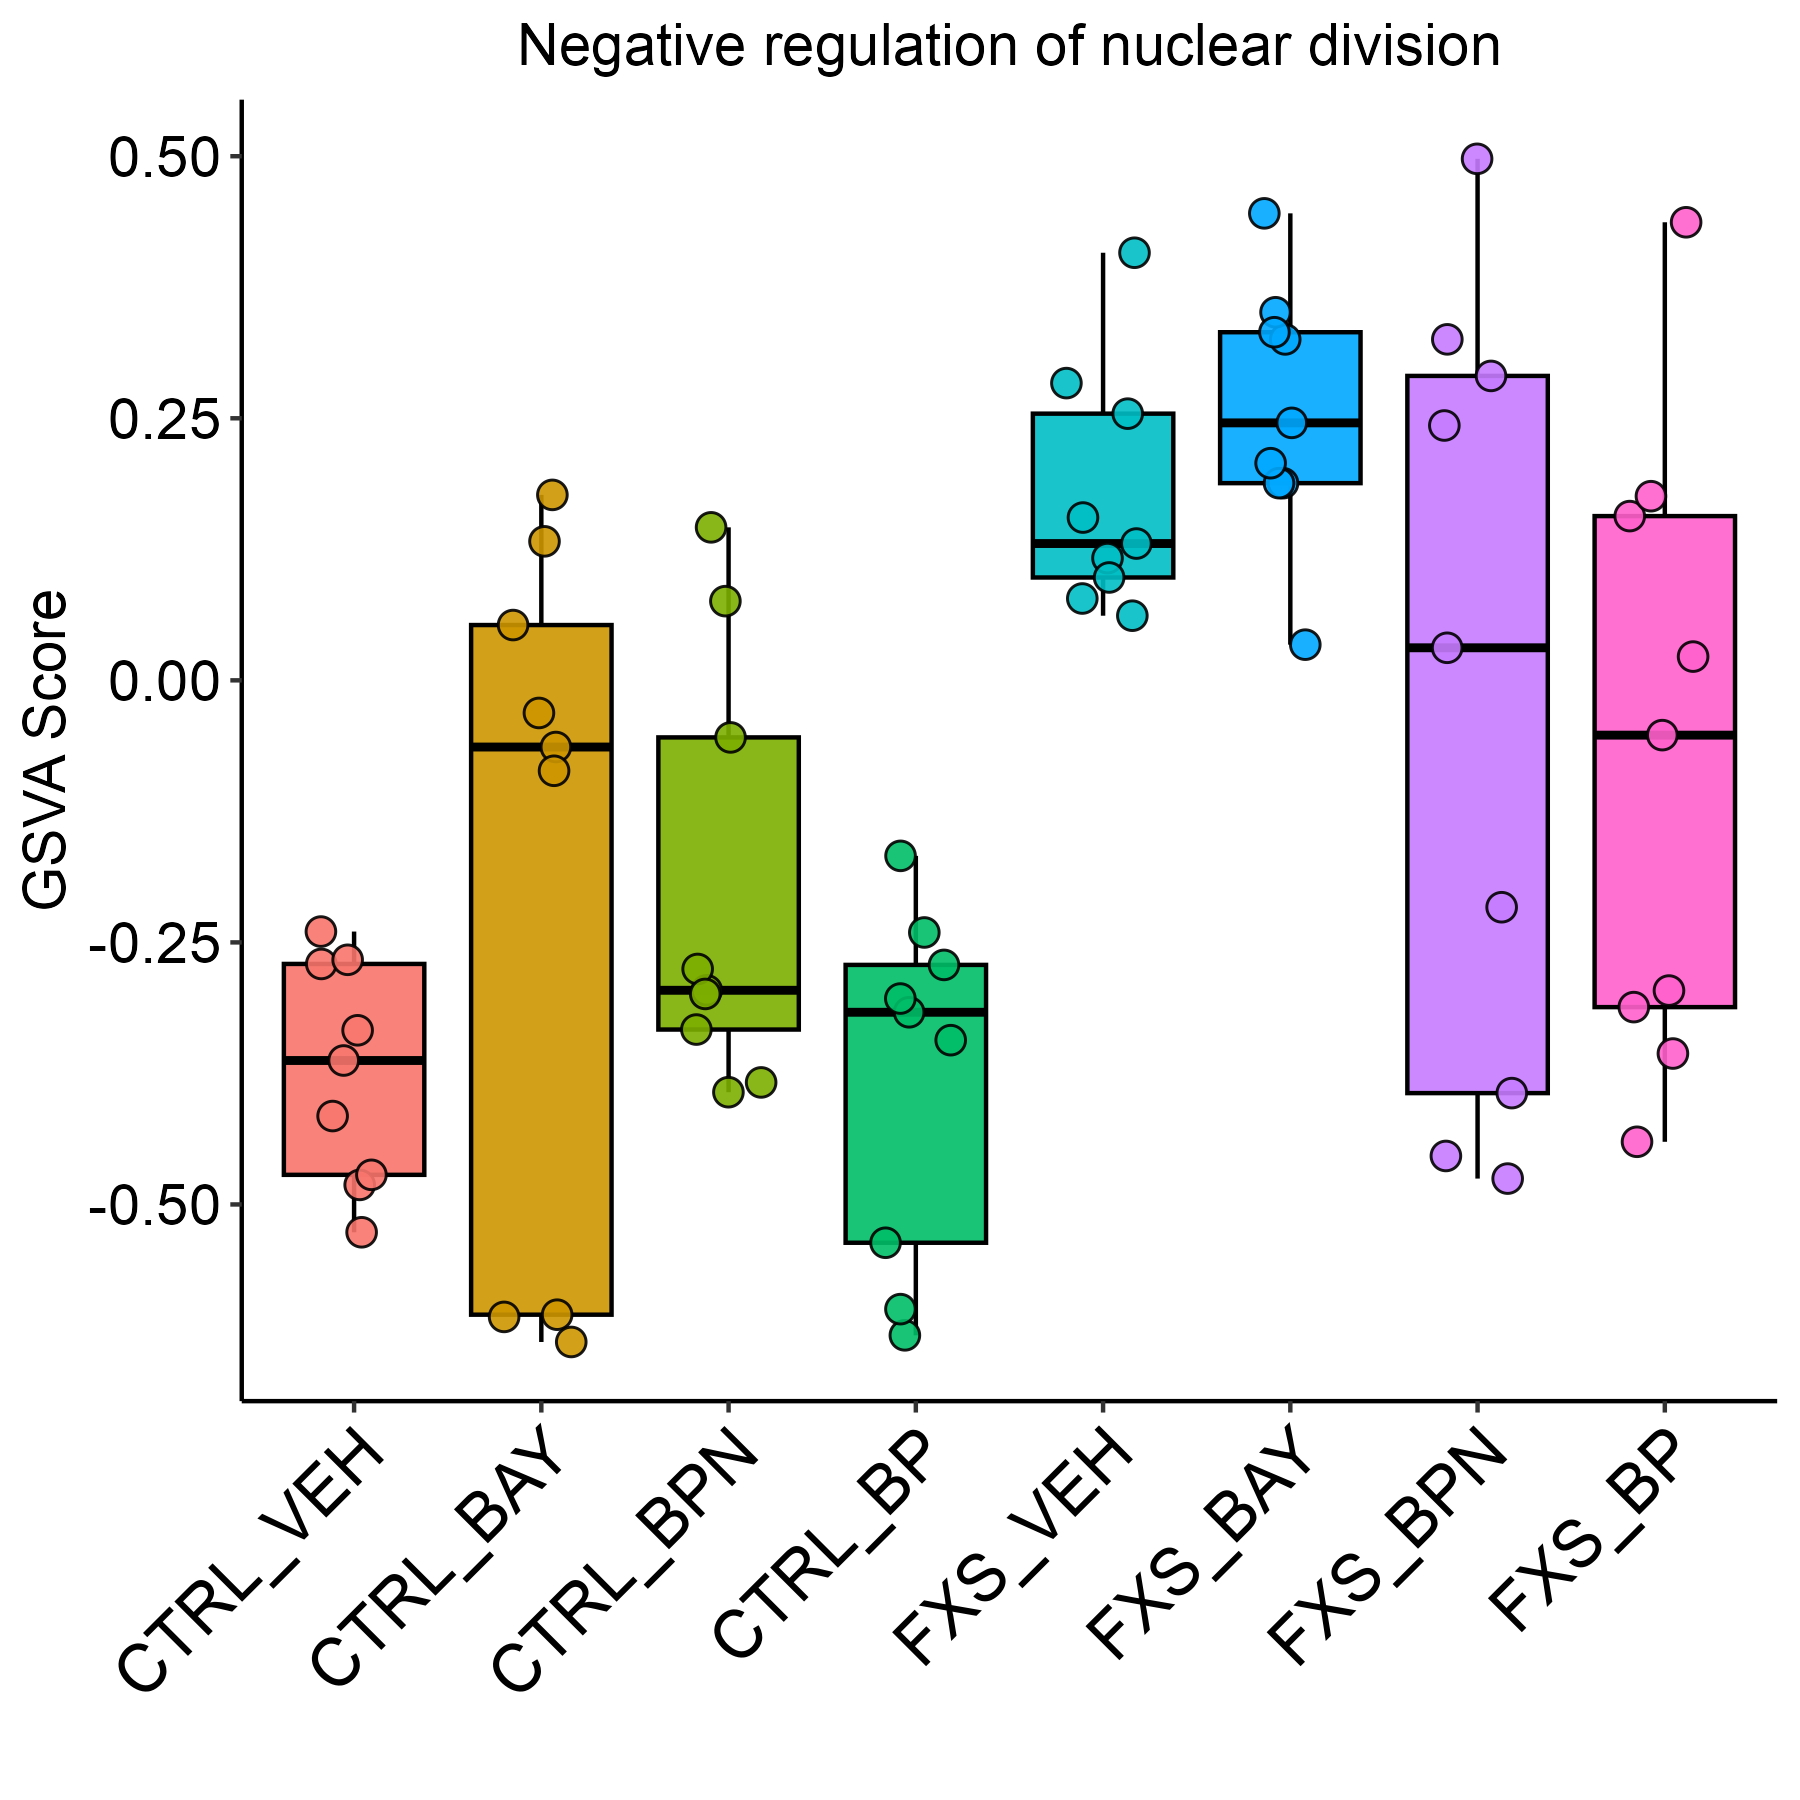 Negative regulation of nuclear division
GSVA Score
0.50
0.25
0.00
-0.25
-0.50
CTRL_VEH
CTRL_BAY
CTRL_BPN
CTRL_BP
FXS_VEH
FXS_BAY
FXS_BPN
FXS_BP